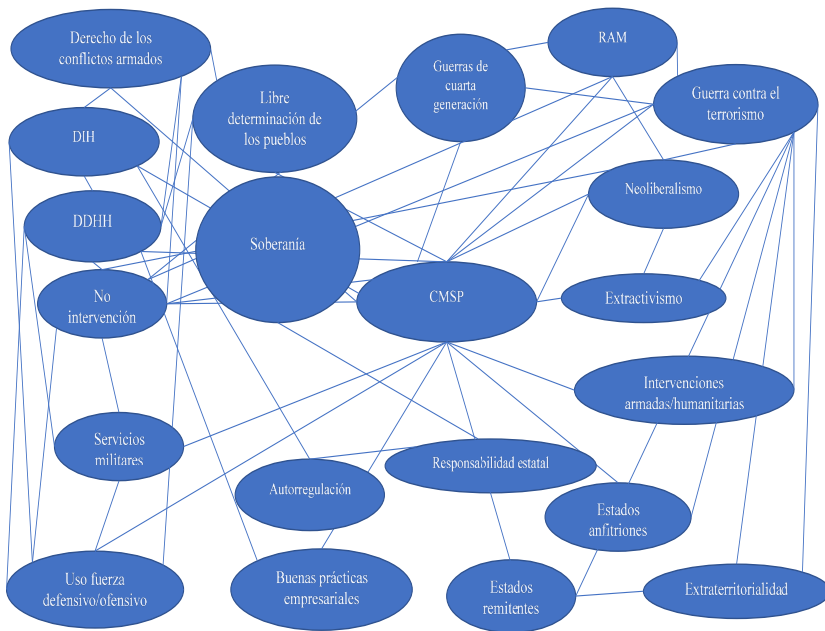 Derecho de los
conflictos armados
RAM
Guerras de
cuarta
generación
Libre
determinación de
los pueblos
Guerra contra el
terrorismo
DIH
Neoliberalismo
DDHH
Soberanía
No
intervención
CMSP
Extractivismo
Intervenciones
armadas/humanitarias
Servicios
militares
Responsabilidad estatal
Autorregulación
Estados
anfitriones
Uso fuerza
defensivo/ofensivo
Buenas prácticas
empresariales
Estados
remitentes
Extraterritorialidad